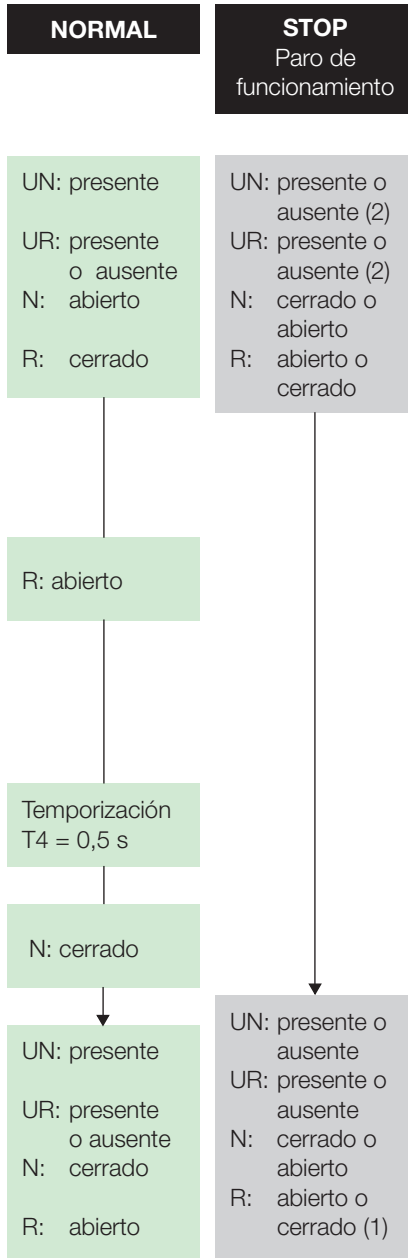 NORMAL
UN: presente
UR: presente
o ausente
N: abierto
R: cerrado
R: abierto
Temporización
T4 = 0,5 s
N: cerrado
UN: presente
UR: presente
o ausente
N: cerrado
R: abierto
STOP
Paro de
funcionamiento
UN: presente o
ausente (2)
UR: presente o
ausente (2)
N: cerrado o
abierto
R: abierto o
cerrado
UN: presente o
ausente
UR: presente o
ausente
N: cerrado o
abierto
R: abierto o
cerrado (1)